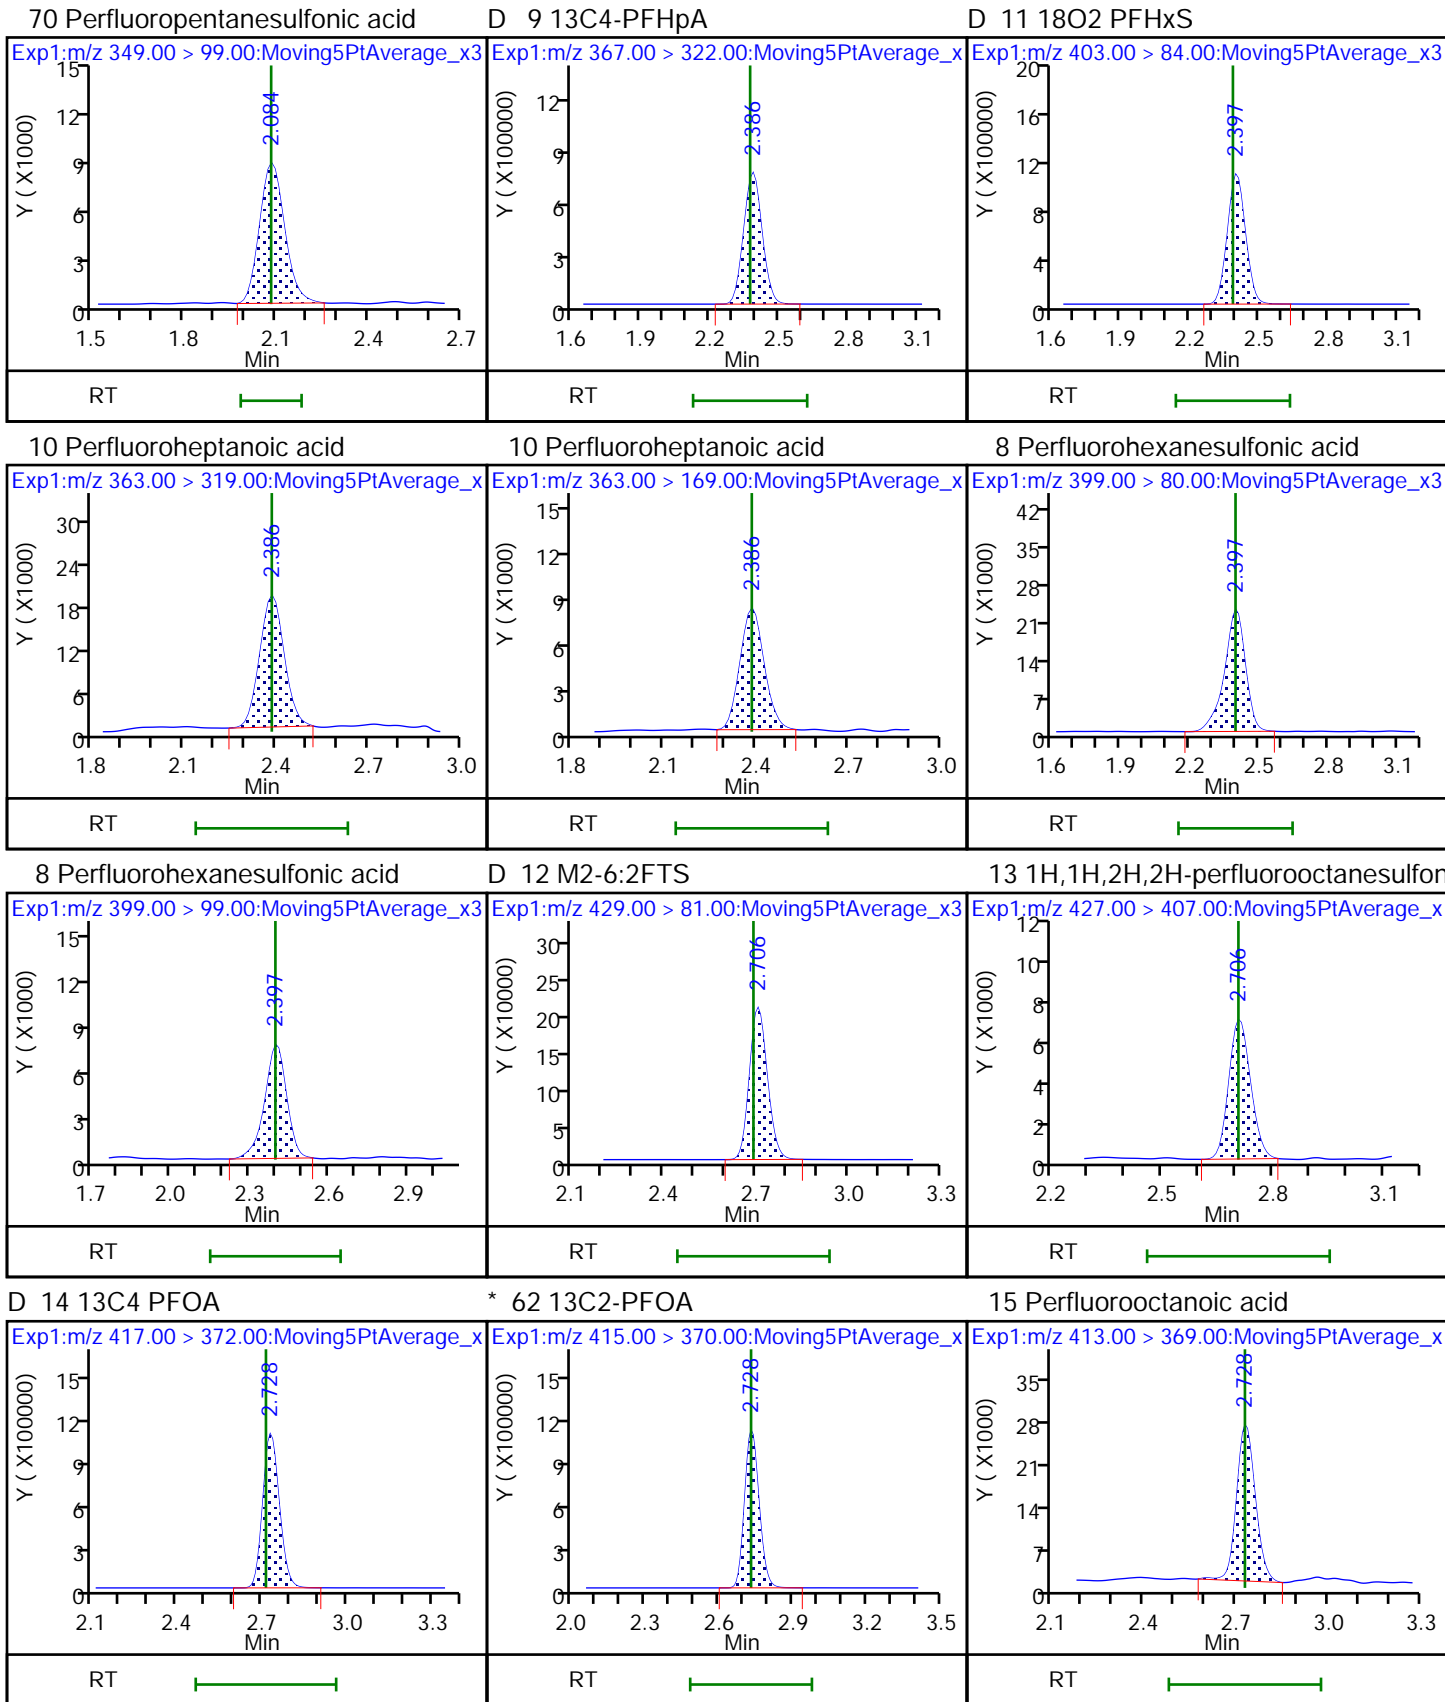 70 Perfluoropentanesulfonic acid
Exp1:m/z 349.00 > 99.00:Moving5PtAverage_x3
Y ( X1000)
15
12
9
6
3
0
2.084
1.5 1.8 2.1 2.4 2.7
Min
RT
D 9 13C4-PFHpA
Exp1:m/z 367.00 > 322.00:Moving5PtAverage_x
Y ( X100000)
12
9
6
3
0
2.386
1.6 1.9 2.2 2.5 2.8 3.1
Min
RT
D 11 18O2 PFHxS
Exp1:m/z 403.00 > 84.00:Moving5PtAverage_x3
Y ( X100000)
20
16
12
8
4
0
2.397
1.6 1.9 2.2 2.5 2.8 3.1
Min
RT
10 Perfluoroheptanoic acid
Exp1:m/z 363.00 > 319.00:Moving5PtAverage_x
Y ( X1000)
30
24
18
12
6
0
2.386
1.8 2.1 2.4 2.7 3.0
Min
RT
10 Perfluoroheptanoic acid
Exp1:m/z 363.00 > 169.00:Moving5PtAverage_x
Y ( X1000)
15
12
9
6
3
0
2.386
1.8 2.1 2.4 2.7 3.0
Min
RT
8 Perfluorohexanesulfonic acid
Exp1:m/z 399.00 > 80.00:Moving5PtAverage_x3
Y ( X1000)
42
35
28
21
14
7
0
2.397
1.6 1.9 2.2 2.5 2.8 3.1
Min
RT
8 Perfluorohexanesulfonic acid
Exp1:m/z 399.00 > 99.00:Moving5PtAverage_x3
Y ( X1000)
15
12
9
6
3
0
2.397
1.7 2.0 2.3 2.6 2.9
Min
RT
D 12 M2-6:2FTS
Exp1:m/z 429.00 > 81.00:Moving5PtAverage_x3
Y ( X10000)
30
25
20
15
10
5
0
2.706
2.1 2.4 2.7 3.0 3.3
Min
RT
13 1H,1H,2H,2H-perfluorooctanesulfon
Exp1:m/z 427.00 > 407.00:Moving5PtAverage_x
Y ( X1000)
12
10
8
6
4
2
0
2.706
2.2 2.5 2.8 3.1
Min
RT
D 14 13C4 PFOA
Exp1:m/z 417.00 > 372.00:Moving5PtAverage_x
Y ( X100000)
15
12
9
6
3
0
2.728
2.1 2.4 2.7 3.0 3.3
Min
RT
* 62 13C2-PFOA
Exp1:m/z 415.00 > 370.00:Moving5PtAverage_x
Y ( X100000)
15
12
9
6
3
0
2.728
2.0 2.3 2.6 2.9 3.2 3.5
Min
RT
15 Perfluorooctanoic acid
Exp1:m/z 413.00 > 369.00:Moving5PtAverage_x
Y ( X1000)
35
28
21
14
7
0
2.728
2.1 2.4 2.7 3.0 3.3
Min
RT